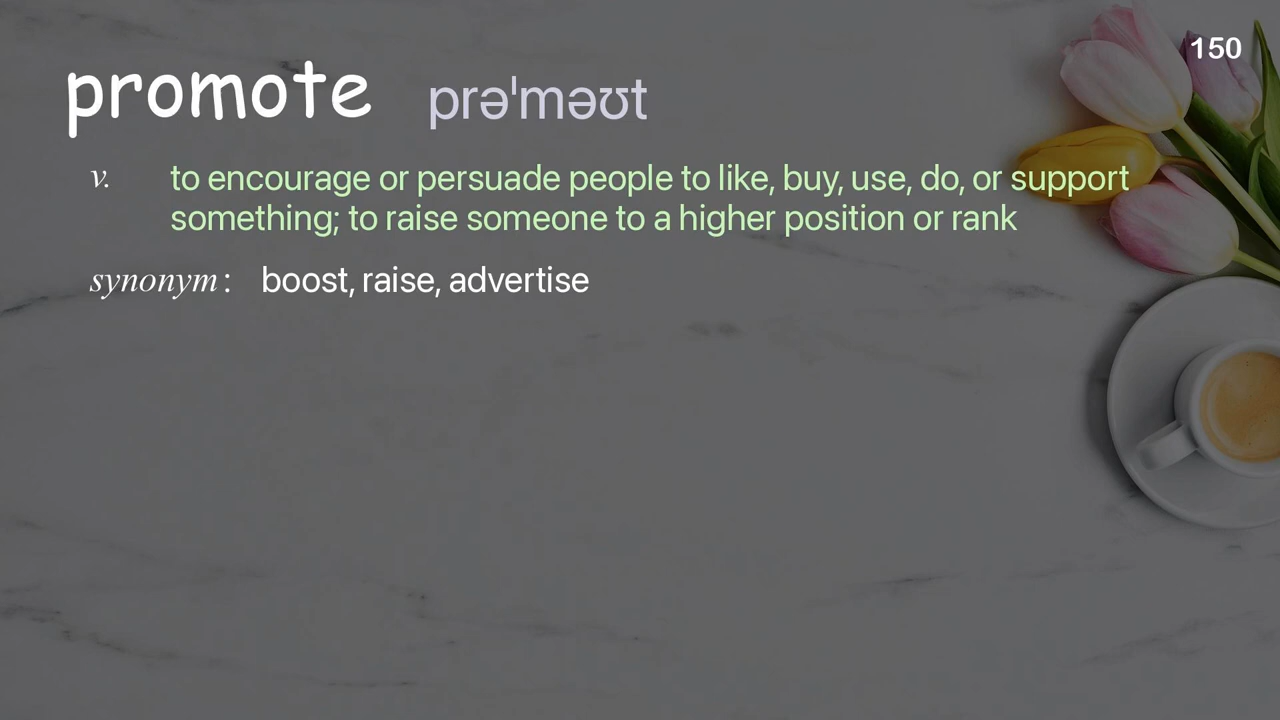 150
promote prəˈməʊt
v. to encourage or persuade people to like, buy, use, do, or support
something; to raise someone to a higher position or rank
synonym : boost, raise, advertise